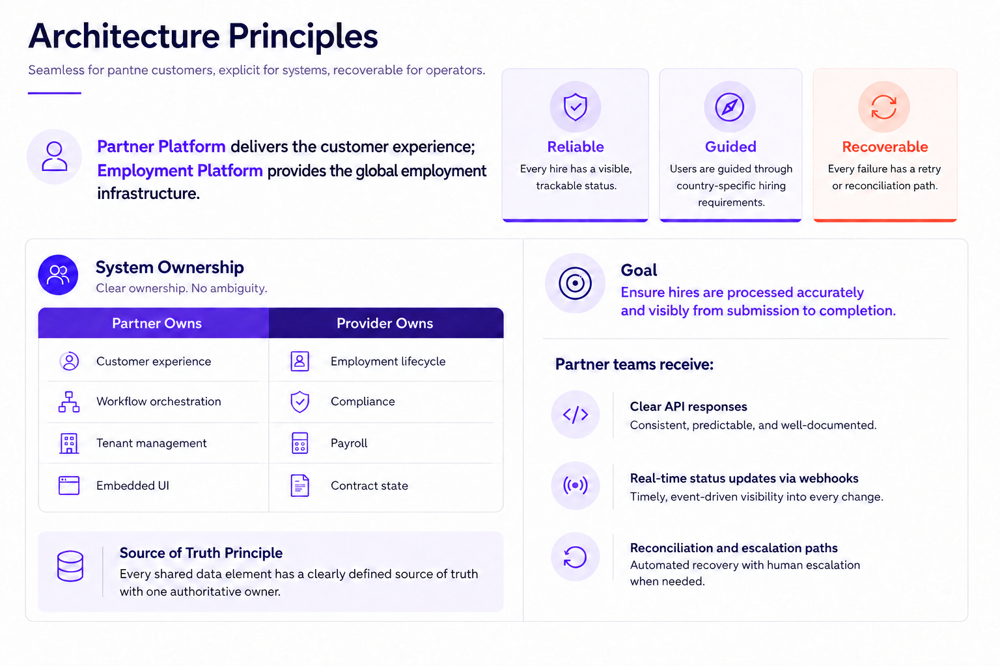 Architecture Principles
Seamless for pantne customers, explicit for systems, recoverable for operators.
Partner Platform delivers the customer experience;
Employment Platform provides the global employment
infrastructure.
Reliable
Every hire has a visible,
trackable status.
Guided
Users are guided through
country-specific hiring
requirements.
Recoverable
Every failure has a retry
or reconciliation path.
System Ownership
Clear ownership. No ambiguity.
Partner Owns
Provider Owns
Customer experience
Employment lifecycle
Workflow orchestration
Compliance
Tenant management
Payroll
Embedded UI
Contract state
Source of Truth Principle
Every shared data element has a clearly defined source of truth
with one authoritative owner.
Goal
Ensure hires are processed accurately
and visibly from submission to completion.
Partner teams receive:
Clear API responses
Consistent, predictable, and well-documented.
Real-time status updates via webhooks
Timely, event-driven visibility into every change.
Reconciliation and escalation paths
Automated recovery with human escalation
when needed.